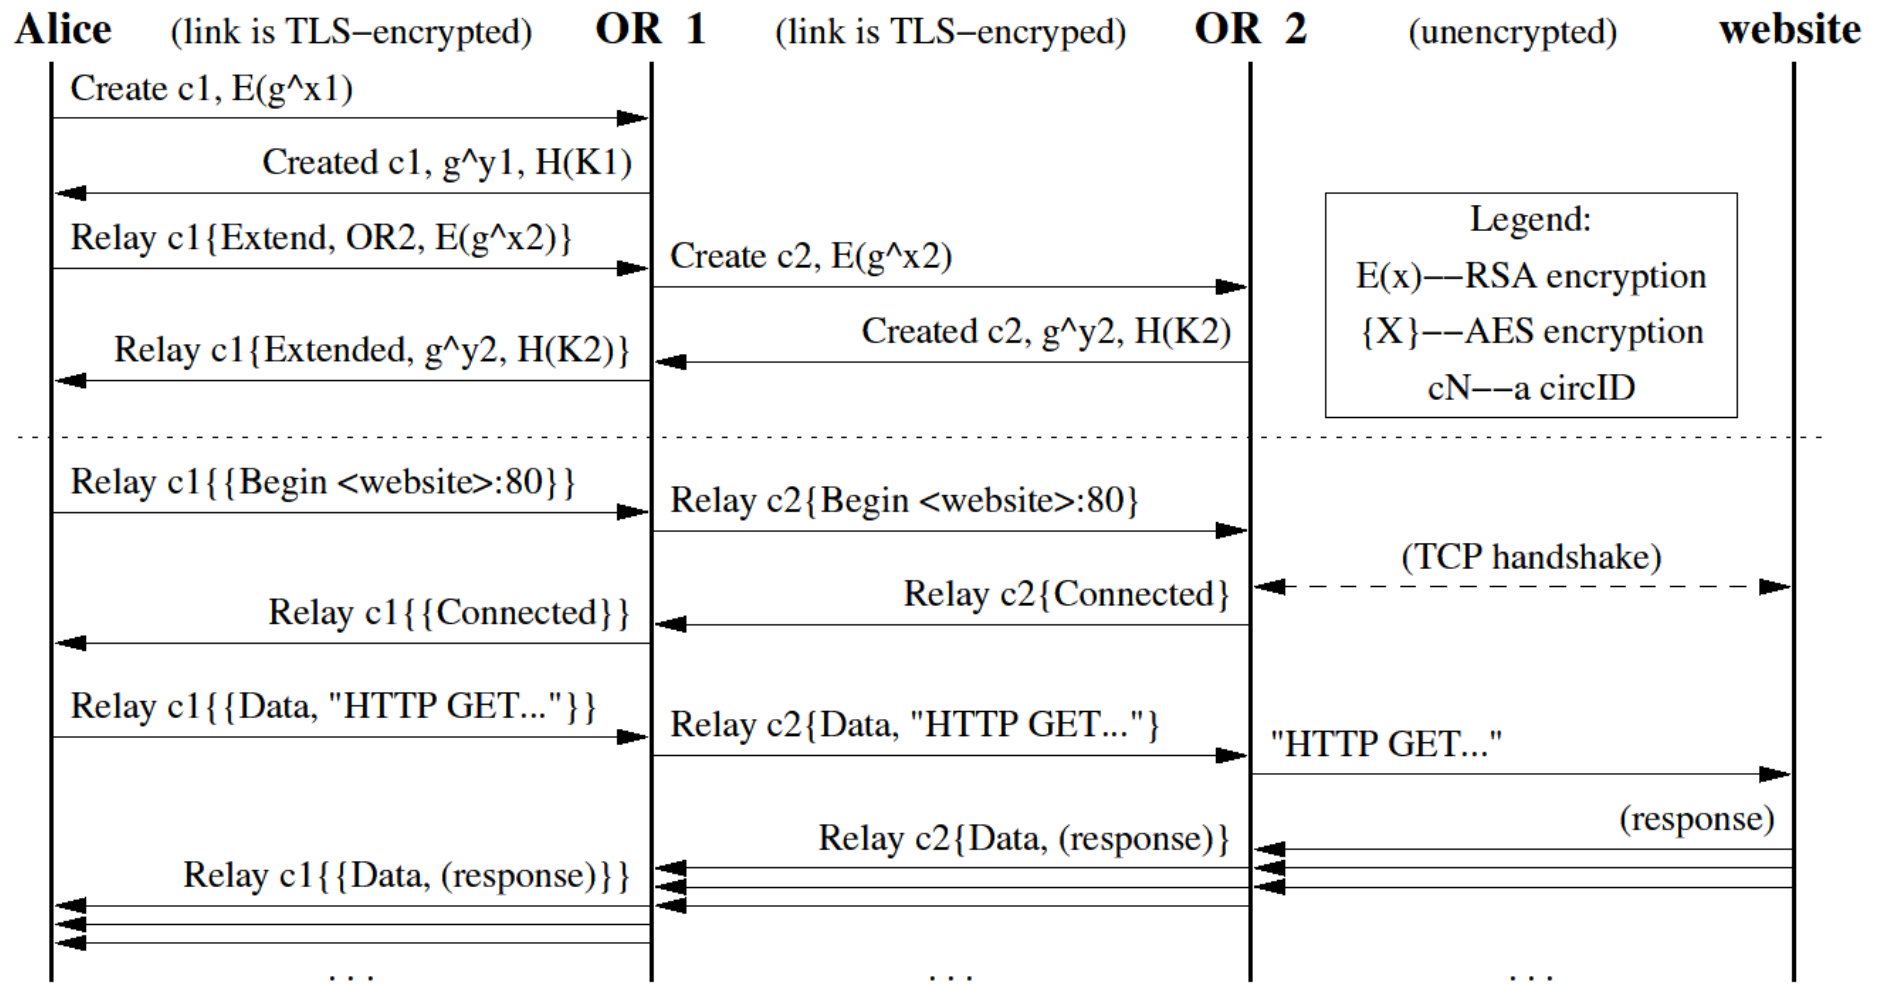 Alice (link is TLS−encrypted) OR 1 (link is TLS−encryped) OR 2 (unencrypted) website
Create c1, E(g^x1)
Created c1, g^y1, H(K1)
Relay c1{Extend, OR2, E(g^x2)}
Create c2, E(g^x2)
Created c2, g^y2, H(K2)
Relay c1{Extended, g^y2, H(K2)}
Legend:
E(x)−−RSA encryption
{X}−−AES encryption
cN−−a circID
Relay c1{{Begin <website>:80}}
Relay c2{Begin <website>:80}
(TCP handshake)
Relay c2{Connected}
Relay c1{{Connected}}
Relay c1{{Data, "HTTP GET..."}}
Relay c2{Data, "HTTP GET..."}
"HTTP GET..."
(response)
Relay c2{Data, (response)}
Relay c1{{Data, (response)}}
. . . . . . . . .